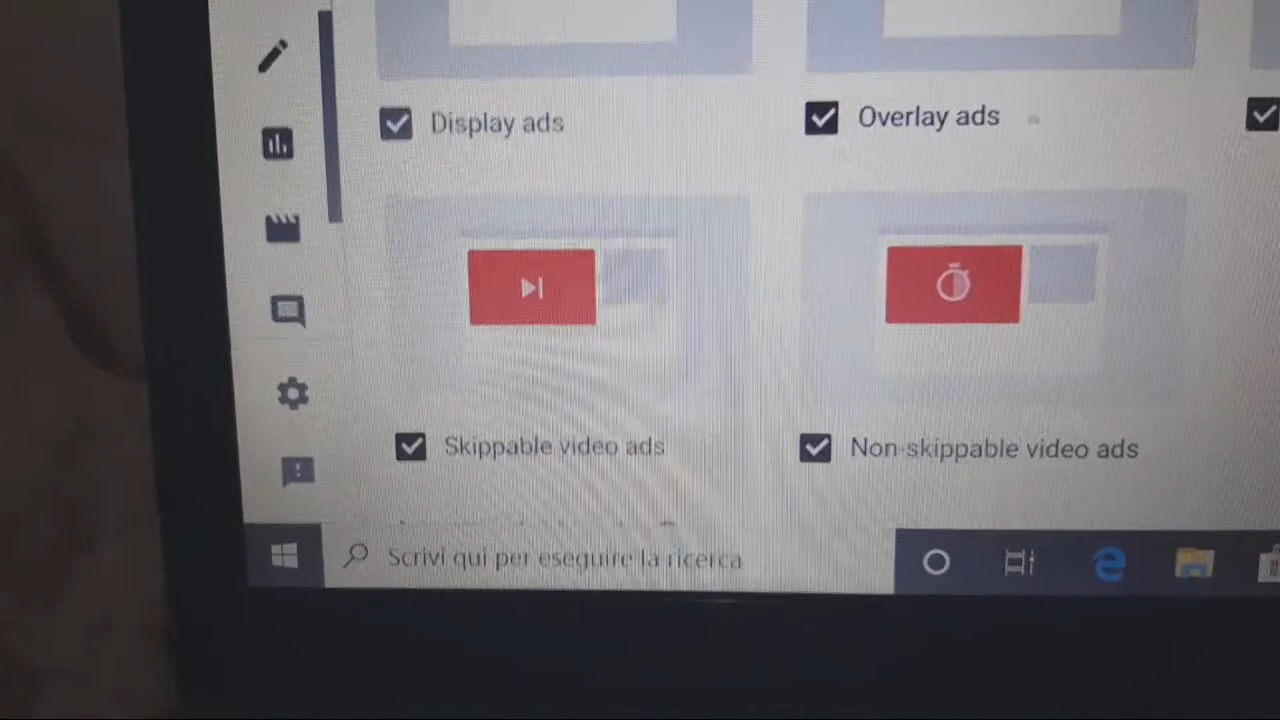 Display ads
Overlay ads
Skippable video ads
Non-skippable video ads
Scrivi qui per eseguire la ricerca